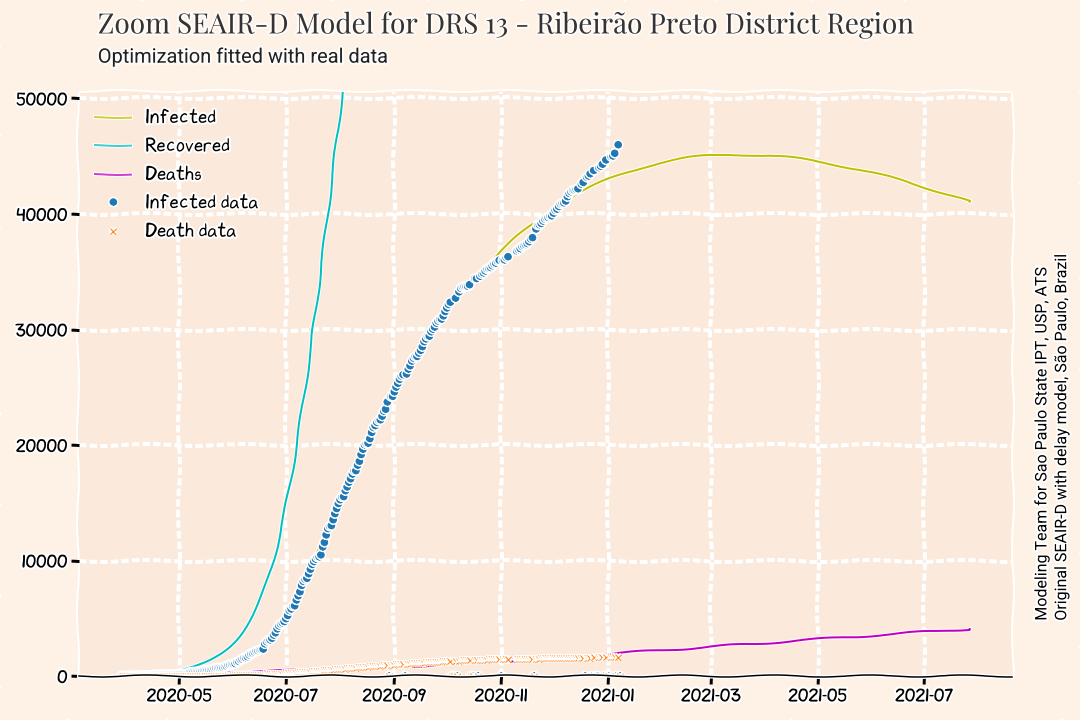 Zoom SEAIR-D Model for DRS 13 - Ribeirão Preto District Region
Optimization fitted with real data
50000
40000
30000
20000
10000
0
Infected
Recovered
Deaths
Infected data
Death data
2020-05
2020-07
2020-09
2020-11
2021-01
2021-03
2021-05
2021-07
Modeling Team for Sao Paulo State IPT, USP, ATS
Original SEAIR-D with delay model, São Paulo, Brazil